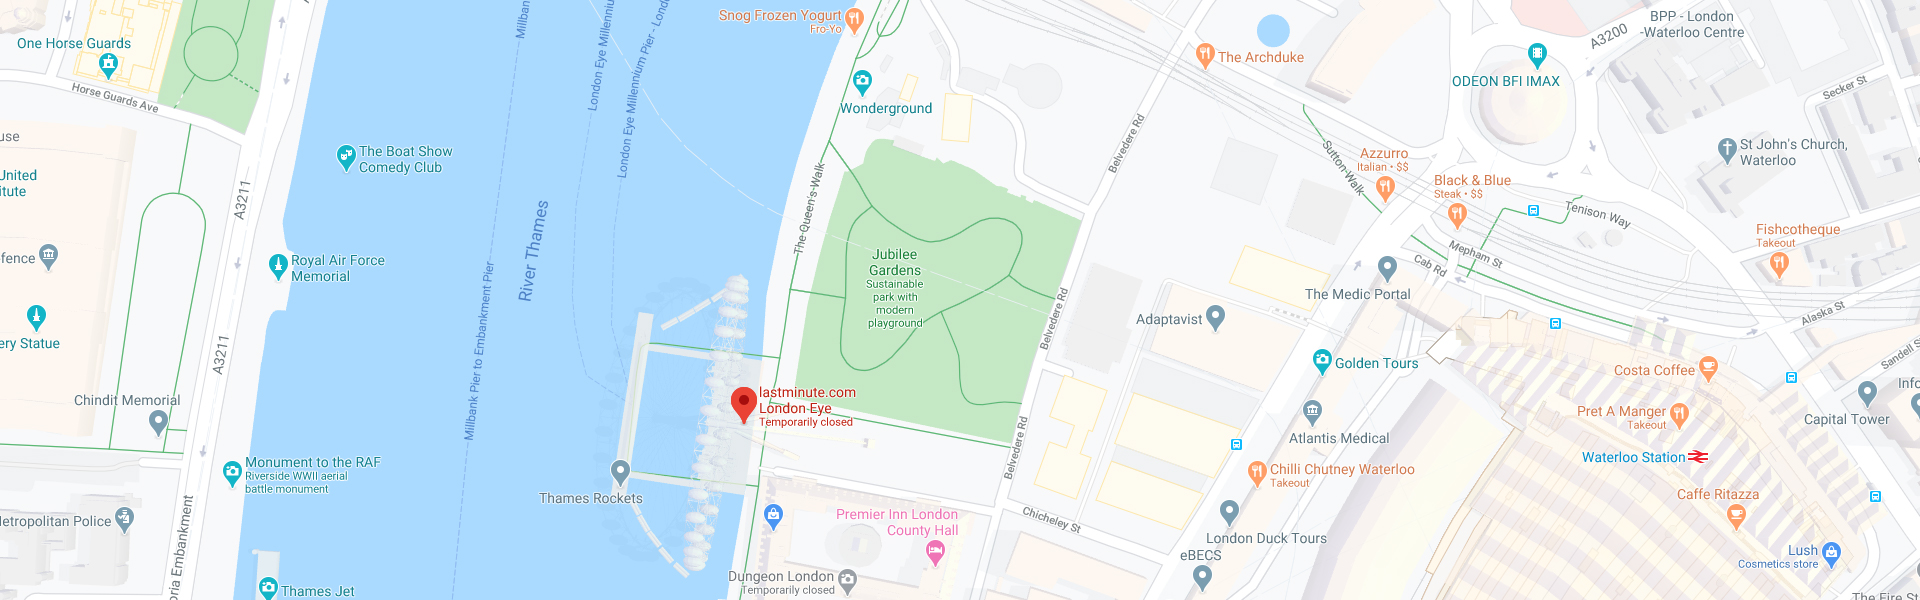 Snog Frozen Yogurt
Fro-Yo
BPP - London
-Waterloo Centre
A3200
One Horse Guards
The Archduke
ODEON BFI IMAX
Horse Guards Ave
Wonderground
Secker St
Millban
London Eye Millenniu
London Eye Millennium Pier - Lond
The Boat Show
Comedy Club
Belvedere Rd
Sutton Walk
Azzurro
Italian • $$
Black & Blue
Steak • $$
St John's Church,
Waterloo
use
United
itute
A3211
The Queen's Walk
Tenison Way
Fishcotheque
Takeout
River Thames
Royal Air Force
Memorial
efence
Jubilee
Gardens
Sustainable
park with
modern
playground
Mepham St
Cab Rd
The Medic Portal
Millbank Pier to Embankment Pier
Belvedere Rd
Adaptavist
Alaska St
Sandell S
ery Statue
A3211
Golden Tours
Costa Coffee
Chindit Memorial
lastminute.com
London Eye
Temporarily closed
Pret A Manger
Takeout
Capital Tower
Info
Atlantis Medical
Belvedere Rd
Waterloo Station
Monument to the RAF
Riverside WWII aerial
battle monument
Thames Rockets
Chilli Chutney Waterloo
Takeout
Caffe Ritazza
Metropolitan Police
Premier Inn London
County Hall
Chicheley St
London Duck Tours
eBECS
Lush
Cosmetics store
oria Embankment
Dungeon London
Temporarily closed
Thames Jet
The Fire St